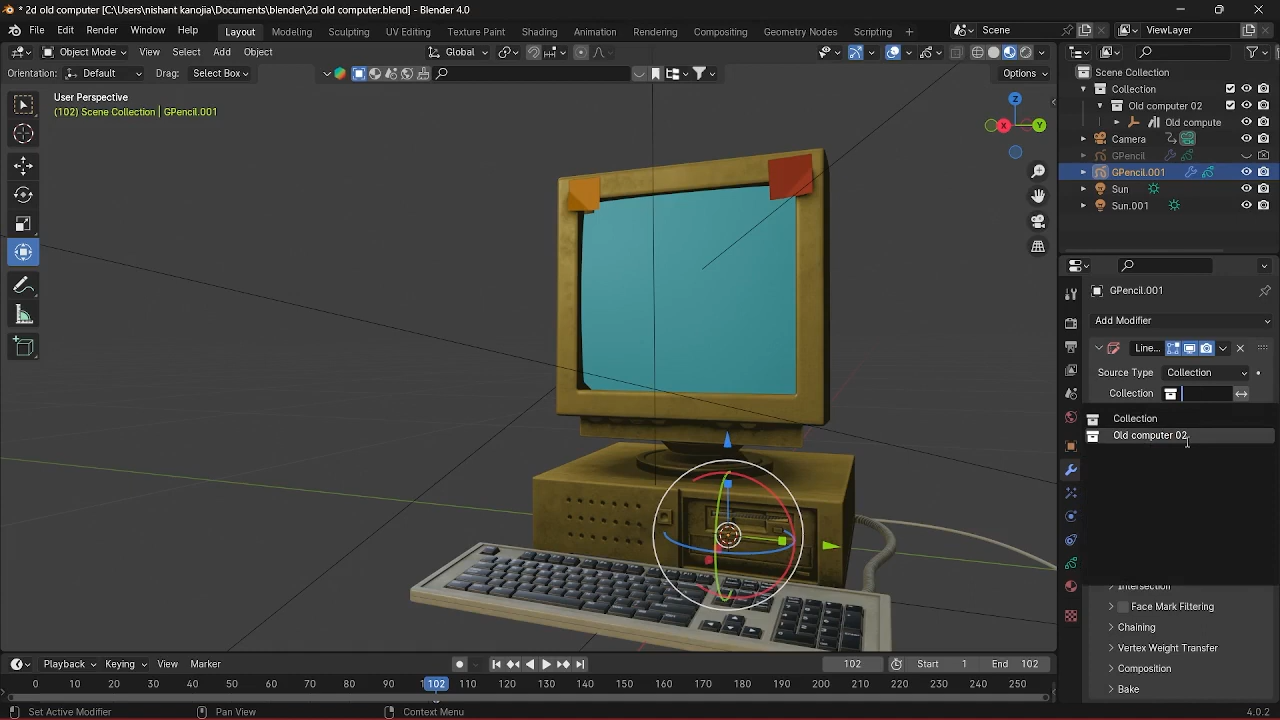 * 2d old computer [C:\Users\nishant kanojia\Documents\blender\2d old computer.blend] - Blender 4.0
File Edit Render Window Help Layout Modeling Sculpting UV Editing Texture Paint Shading Animation Rendering Compositing Geometry Nodes Scripting + Scene ViewLayer
Object Mode View Select Add Object Global
Orientation: Default Drag: Select Box Options
User Perspective
(102) Scene Collection | GPencil.001
Z
X
Y
Scene Collection
Collection
Old computer 02
Old compute
Camera
GPencil
GPencil.001
Sun
Sun.001
GPencil.001
Add Modifier
Line...
Source Type Collection
Collection
Collection
Old computer 02
Face Mark Filtering
Chaining
Vertex Weight Transfer
Composition
Bake
Playback Keying View Marker 102 Start 1 End 102
0 10 20 30 40 50 60 70 80 90 102 110 120 130 140 150 160 170 180 190 200 210 220 230 240 250
Set Active Modifier Pan View Context Menu 4.0.2